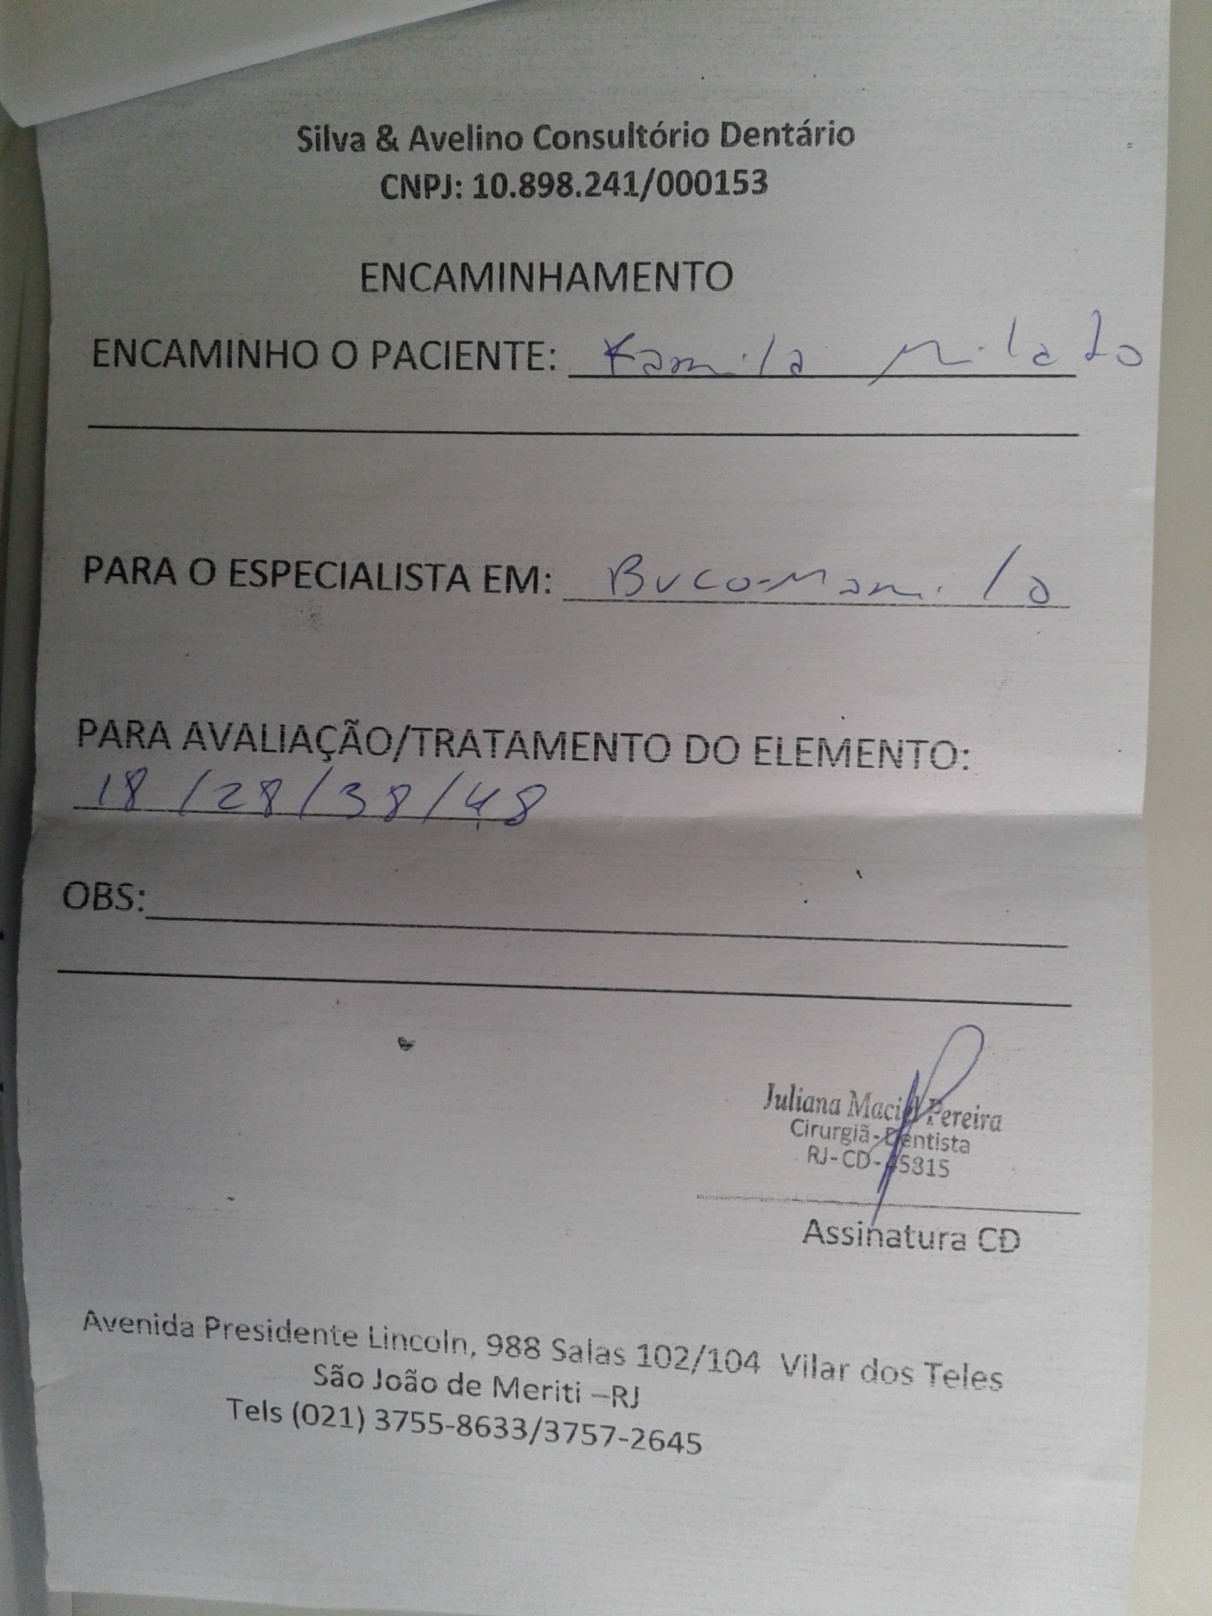 Silva & Avelino Consultório Dentário
CNPJ: 10.898.241/000153
ENCAMINHAMENTO
ENCAMINHO O PACIENTE: Kamila Milato
PARA O ESPECIALISTA EM: Buco-Maxila
PARA AVALIAÇÃO/TRATAMENTO DO ELEMENTO:
18/28/38/48
OBS:
Juliana Maciel Pereira
Cirurgiã-Dentista
RJ-CD-
Assinatura CD
Avenida Presidente Lincoln, 988 Salas 102/104 Vilar dos Teles
São João de Meriti –RJ
Tels (021) 3755-8633/3757-2645